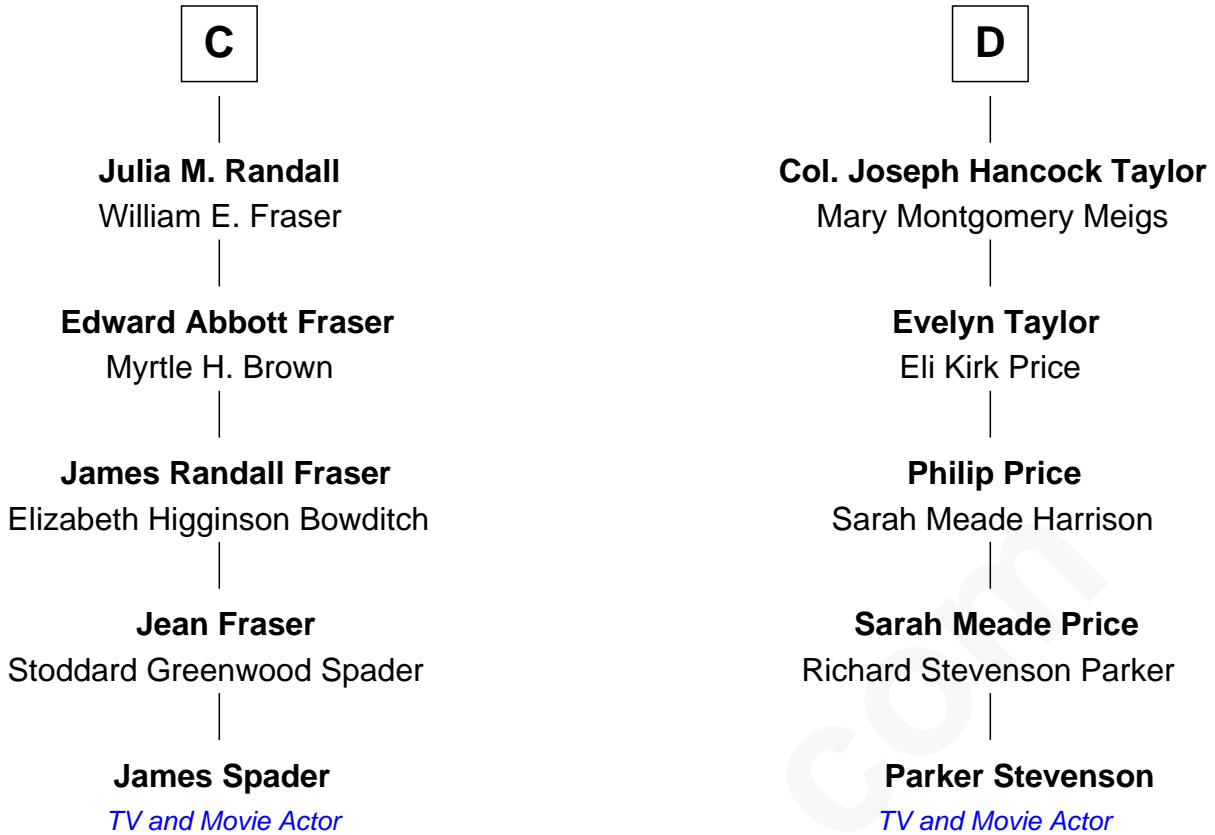 C
Julia M. Randall
William E. Fraser
Edward Abbott Fraser
Myrtle H. Brown
James Randall Fraser
Elizabeth Higginson Bowditch
Jean Fraser
Stoddard Greenwood Spader
James Spader
TV and Movie Actor
D
Col. Joseph Hancock Taylor
Mary Montgomery Meigs
Evelyn Taylor
Eli Kirk Price
Philip Price
Sarah Meade Harrison
Sarah Meade Price
Richard Stevenson Parker
Parker Stevenson
TV and Movie Actor
com